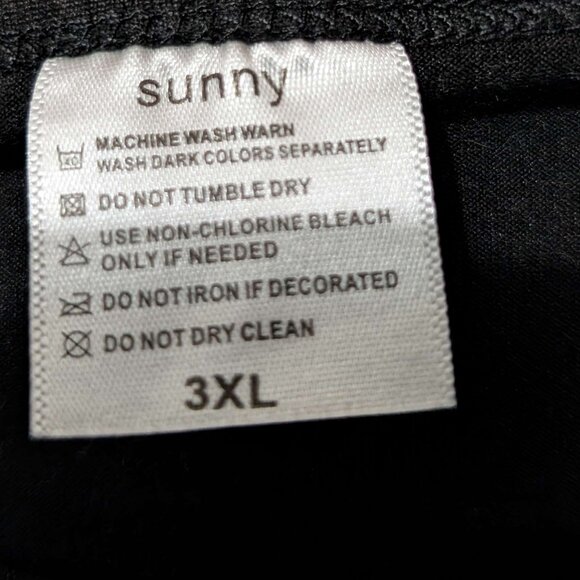 sunny
MACHINE WASH WARN
WASH DARK COLORS SEPARATELY
40
DO NOT TUMBLE DRY
USE NON-CHLORINE BLEACH
ONLY IF NEEDED
DO NOT IRON IF DECORATED
DO NOT DRY CLEAN
3XL